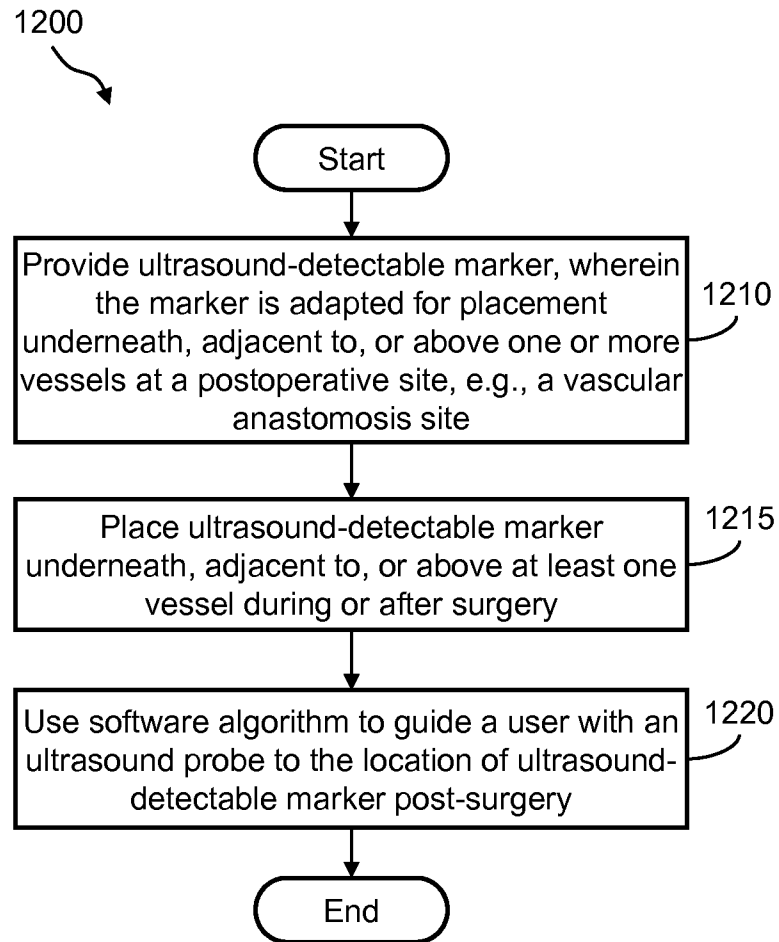 1200
Start
Provide ultrasound-detectable marker, wherein
the marker is adapted for placement
underneath, adjacent to, or above one or more
vessels at a postoperative site, e.g., a vascular
anastomosis site
1210
Place ultrasound-detectable marker
underneath, adjacent to, or above at least one
vessel during or after surgery
1215
Use software algorithm to guide a user with an
ultrasound probe to the location of ultrasound-
detectable marker post-surgery
1220
End